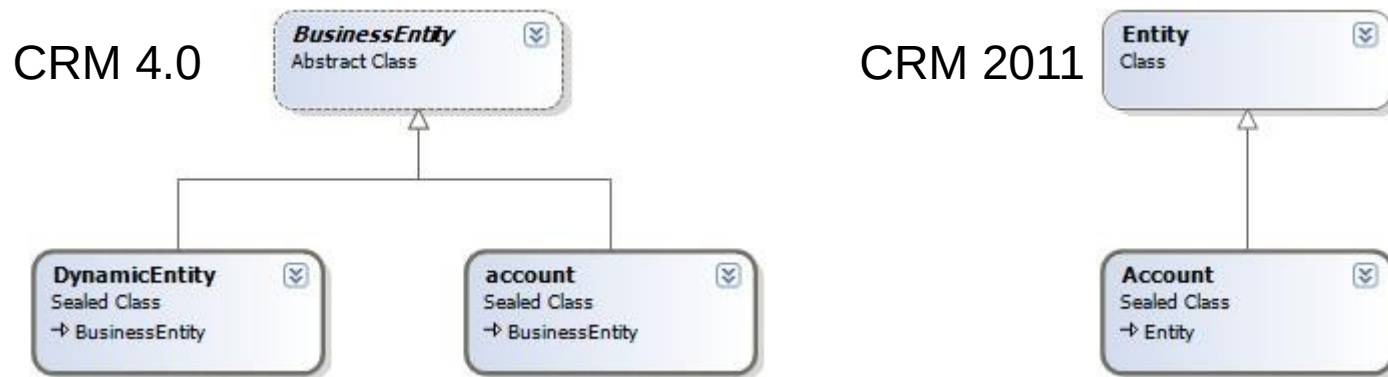 CRM 4.0
BusinessEntity
Abstract Class
CRM 2011
Entity
Class
DynamicEntity
Sealed Class
BusinessEntity
account
Sealed Class
BusinessEntity
Account
Sealed Class
Entity